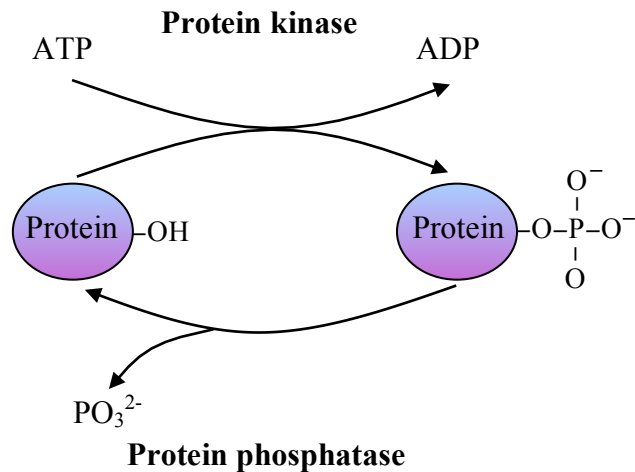 Protein kinase
ATP
ADP
Protein
–OH
Protein
–O–P–O⁻
O⁻
O
PO₃²⁻
Protein phosphatase